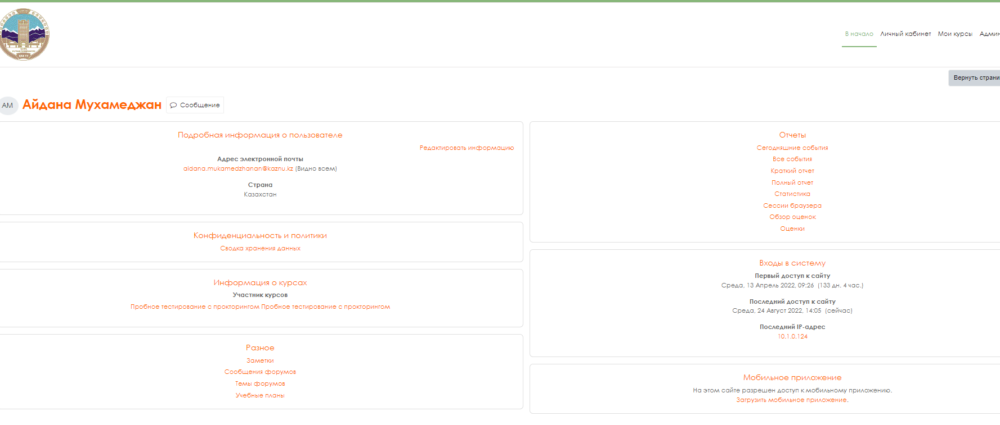 В начало Личный кабинет Мои курсы Админ
Вернуть страни
АМ Айдана Мухамеджан Сообщение
Подробная информация о пользователе
Редактировать информацию
Адрес электронной почты
aidana.mukamedzhanan@kaznu.kz (Видно всем)
Страна
Казахстан
Конфиденциальность и политики
Сводка хранения данных
Информация о курсах
Участник курсов
Пробное тестирование с прокторингом Пробное тестирование с прокторингом
Разное
Заметки
Сообщения форумов
Темы форумов
Учебные планы
Отчеты
Сегодняшние события
Все события
Краткий отчет
Полный отчет
Статистика
Сессии браузера
Обзор оценок
Оценки
Входы в систему
Первый доступ к сайту
Среда, 13 Апрель 2022, 09:26 (133 дн. 4 час.)
Последний доступ к сайту
Среда, 24 Август 2022, 14:05 (сейчас)
Последний IP-адрес
10.1.0.124
Мобильное приложение
На этом сайте разрешен доступ к мобильному приложению.
Загрузить мобильное приложение.